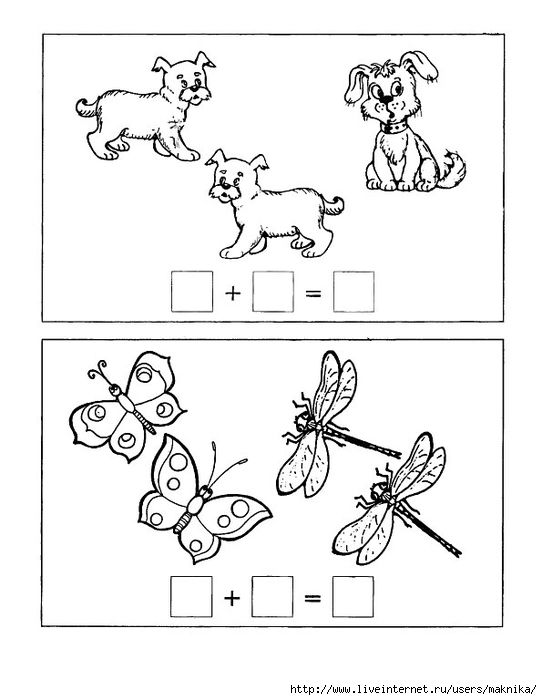 + =
+ =
http://www.liveinternet.ru/users/maknika/